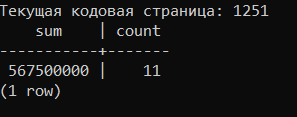 Текущая кодовая страница: 1251
    sum    | count
-----------+-------
 567500000 |    11
(1 row)